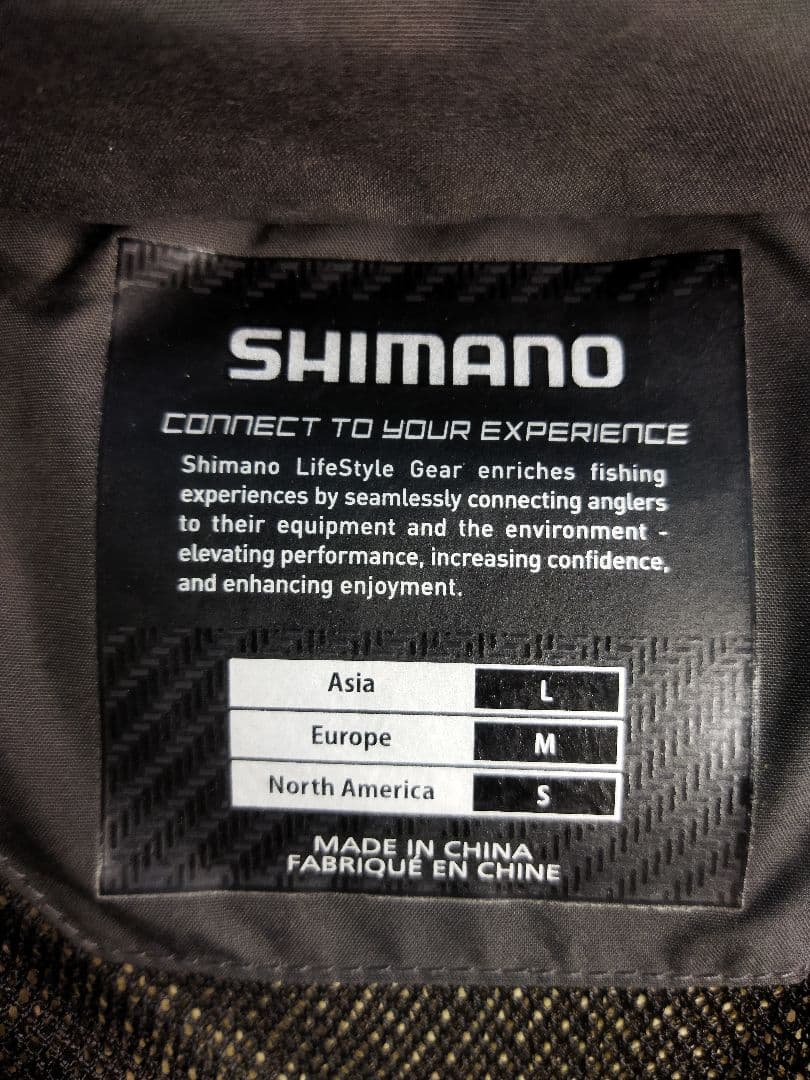 SHIMANO
CONNECT TO YOUR EXPERIENCE
Shimano LifeStyle Gear enriches fishing
experiences by seamlessly connecting anglers
to their equipment and the environment -
elevating performance, increasing confidence,
and enhancing enjoyment.
Asia L
Europe M
North America S
MADE IN CHINA
FABRIQUÉ EN CHINE